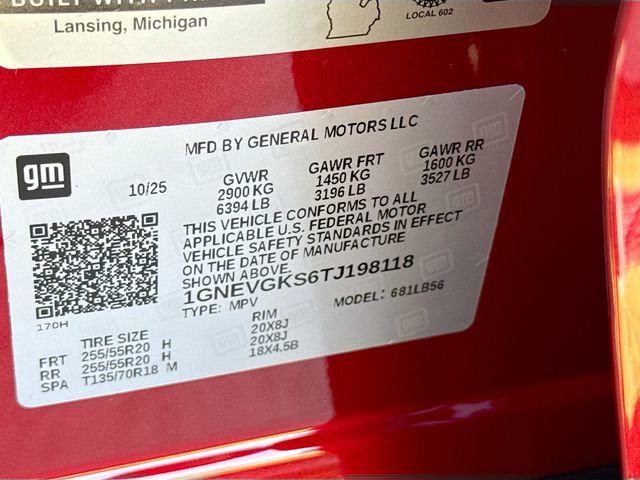 Lansing, Michigan
LOCAL 602
MFD BY GENERAL MOTORS LLC
gm
10/25
GVWR
2900 KG
6394 LB
GAWR FRT
1450 KG
3196 LB
GAWR RR
1600 KG
3527 LB
THIS VEHICLE CONFORMS TO ALL
APPLICABLE U.S. FEDERAL MOTOR
VEHICLE SAFETY STANDARDS IN EFFECT
ON THE DATE OF MANUFACTURE
SHOWN ABOVE.
1GNEVGKS6TJ198118
TYPE: MPV
MODEL: 681LB56
170H
TIRE SIZE
RIM
FRT 255/55R20 H 20X8J
RR 255/55R20 H 20X8J
SPA T135/70R18 M 18X4.5B